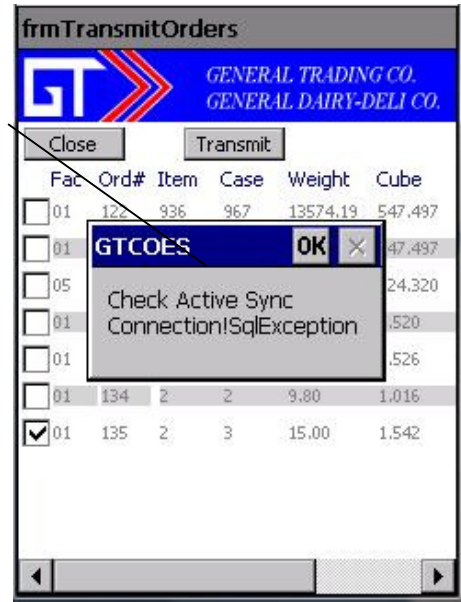 frmTransmitOrders
GT
GENERAL TRADING CO.
GENERAL DAIRY-DELI CO.
Close Transmit
Fac Ord# Item Case Weight Cube
01 122 936 967 13574.19 547.497
01 47.497
05 24.320
01 .520
01 .526
01 134 2 2 9.80 1.016
01 135 2 3 15.00 1.542
GTCOES OK
Check Active Sync
Connection!SqlException